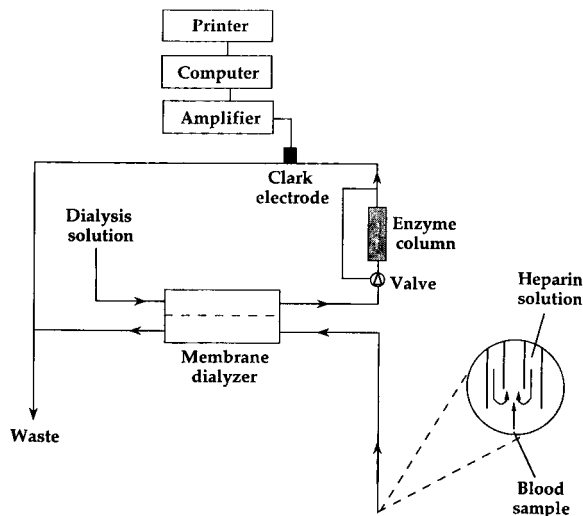 Printer
Computer
Amplifier
Clark
electrode
Dialysis
solution
Enzyme
column
Valve
Heparin
solution
Membrane
dialyzer
Waste
Blood
sample